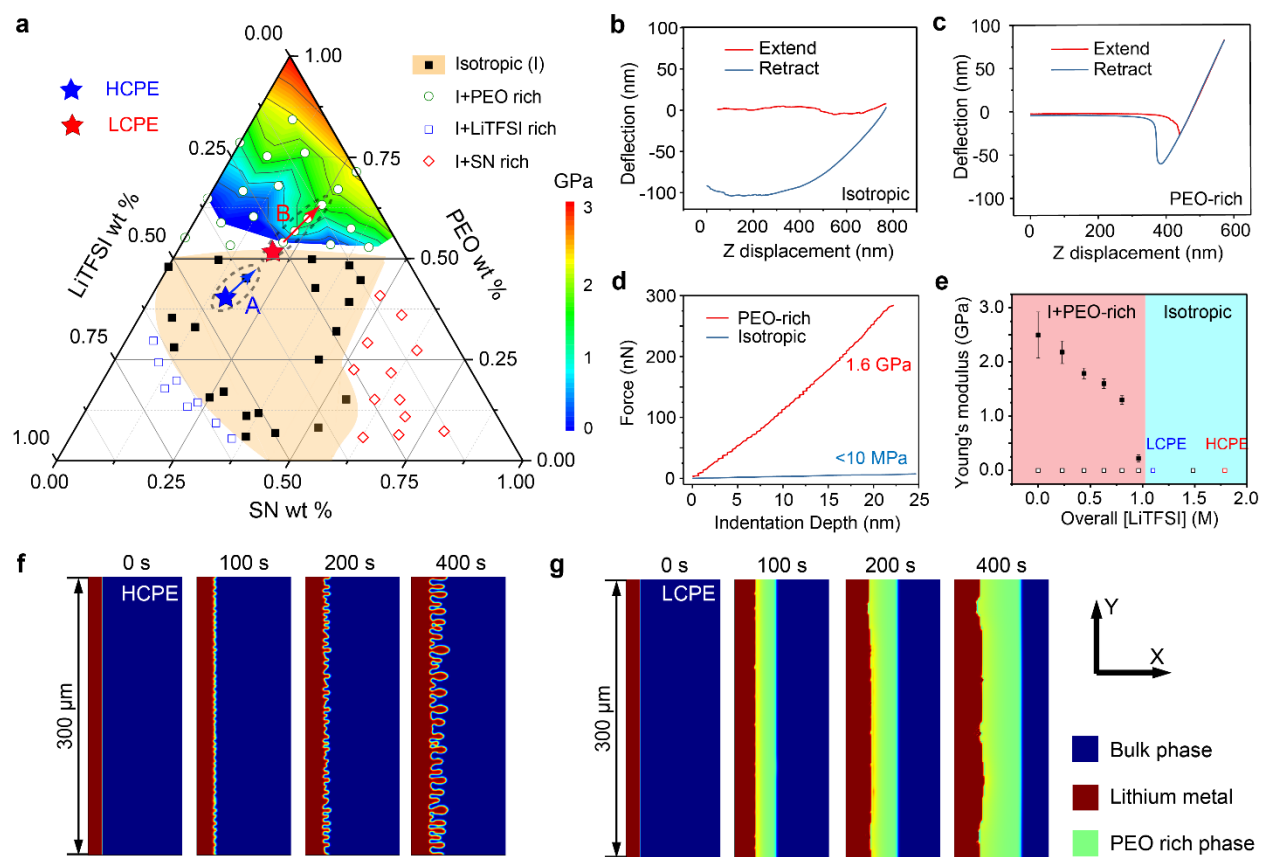 a
0.00
1.00
HCPE
LCPE
Isotropic (I)
I+PEO rich
I+LiTFSI rich
I+SN rich
0.25
0.75
GPa
3
2
1
0
LiTFSI wt %
PEO wt %
B
0.50
0.50
A
0.75
0.25
1.00
0.00
0.00
0.25
0.50
0.75
1.00
SN wt %
b
100
50
0
-50
-100
Deflection (nm)
Extend
Retract
Isotropic
0 200 400 600 800
Z displacement (nm)
c
100
50
0
-50
-100
Deflection (nm)
Extend
Retract
PEO-rich
0 200 400 600
Z displacement (nm)
d
300
250
200
150
100
50
0
Force (nN)
PEO-rich
Isotropic
1.6 GPa
<10 MPa
0 5 10 15 20 25
Indentation Depth (nm)
e
3.0
2.0
1.0
0.0
Young's modulus (GPa)
I+PEO-rich
Isotropic
LCPE
HCPE
0.0 0.5 1.0 1.5 2.0
Overall [LiTFSI] (M)
f
0 s 100 s 200 s 400 s
HCPE
300 µm
g
0 s 100 s 200 s 400 s
LCPE
300 µm
Y
X
Bulk phase
Lithium metal
PEO rich phase